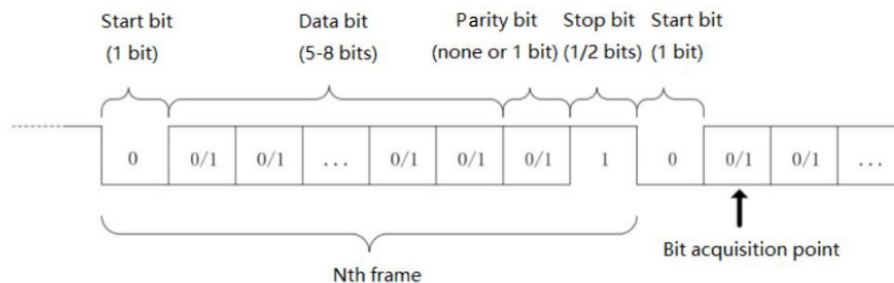 Start bit Data bit Parity bit Stop bit Start bit
(1 bit) (5-8 bits) (none or 1 bit) (1/2 bits) (1 bit)
0 0/1 0/1 ... 0/1 0/1 0/1 1 0 0/1 0/1 ...
Bit acquisition point
Nth frame